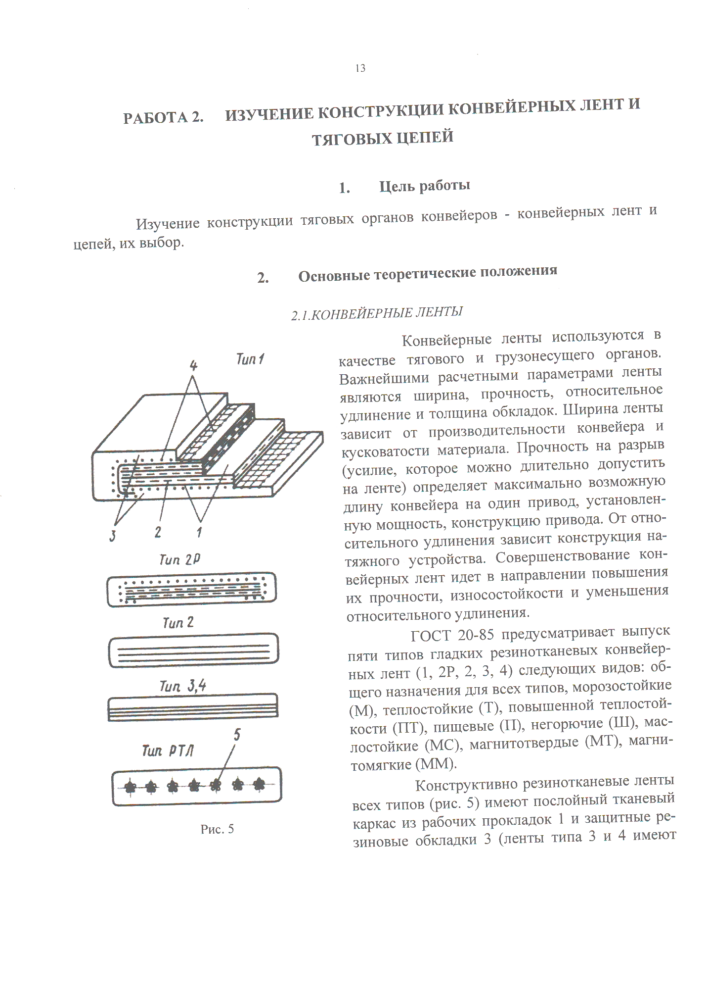 13
РАБОТА 2. ИЗУЧЕНИЕ КОНСТРУКЦИИ КОНВЕЙЕРНЫХ ЛЕНТ И
ТЯГОВЫХ ЦЕПЕЙ
1. Цель работы
Изучение конструкции тяговых органов конвейеров - конвейерных лент и
цепей, их выбор.
2. Основные теоретические положения
2.1.КОНВЕЙЕРНЫЕ ЛЕНТЫ
4 Тип 1
3 2 1
Тип 2Р
Тип 2
Тип 3,4
5
Тип РТЛ
Рис. 5
Конвейерные ленты используются в
качестве тягового и грузонесущего органов.
Важнейшими расчетными параметрами ленты
являются ширина, прочность, относительное
удлинение и толщина обкладок. Ширина ленты
зависит от производительности конвейера и
кусковатости материала. Прочность на разрыв
(усилие, которое можно длительно допустить
на ленте) определяет максимально возможную
длину конвейера на один привод, установлен-
ную мощность, конструкцию привода. От отно-
сительного удлинения зависит конструкция на-
тяжного устройства. Совершенствование кон-
вейерных лент идет в направлении повышения
их прочности, износостойкости и уменьшения
относительного удлинения.
ГОСТ 20-85 предусматривает выпуск
пяти типов гладких резинотканевых конвейер-
ных лент (1, 2Р, 2, 3, 4) следующих видов: об-
щего назначения для всех типов, морозостойкие
(М), теплостойкие (Т), повышенной теплостой-
кости (ПТ), пищевые (П), негорючие (Ш), мас-
лостойкие (МС), магнитотвердые (МТ), магни-
томягкие (ММ).
Конструктивно резинотканевые ленты
всех типов (рис. 5) имеют послойный тканевый
каркас из рабочих прокладок 1 и защитные ре-
зиновые обкладки 3 (ленты типа 3 и 4 имеют